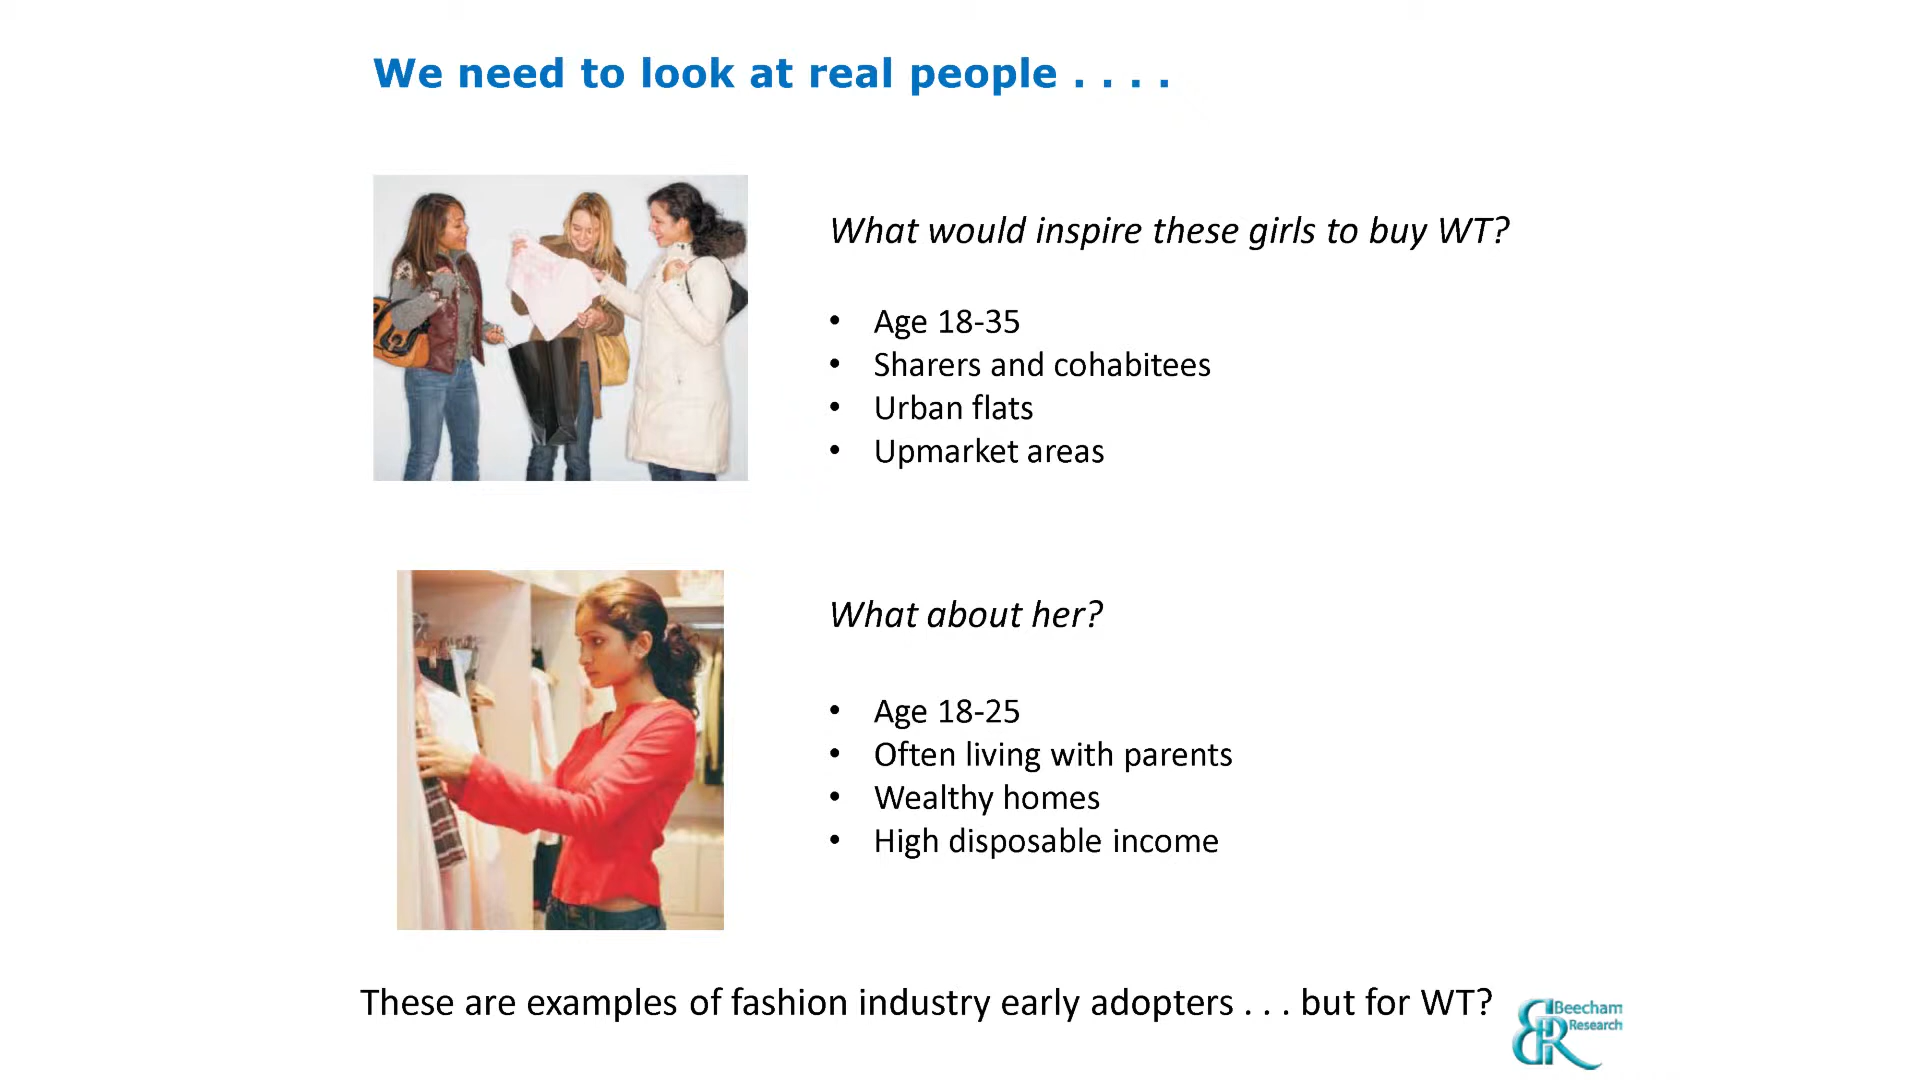 We need to look at real people . . . .
What would inspire these girls to buy WT?
• Age 18-35
• Sharers and cohabitees
• Urban flats
• Upmarket areas
What about her?
• Age 18-25
• Often living with parents
• Wealthy homes
• High disposable income
These are examples of fashion industry early adopters . . . but for WT?
Beecham
Research